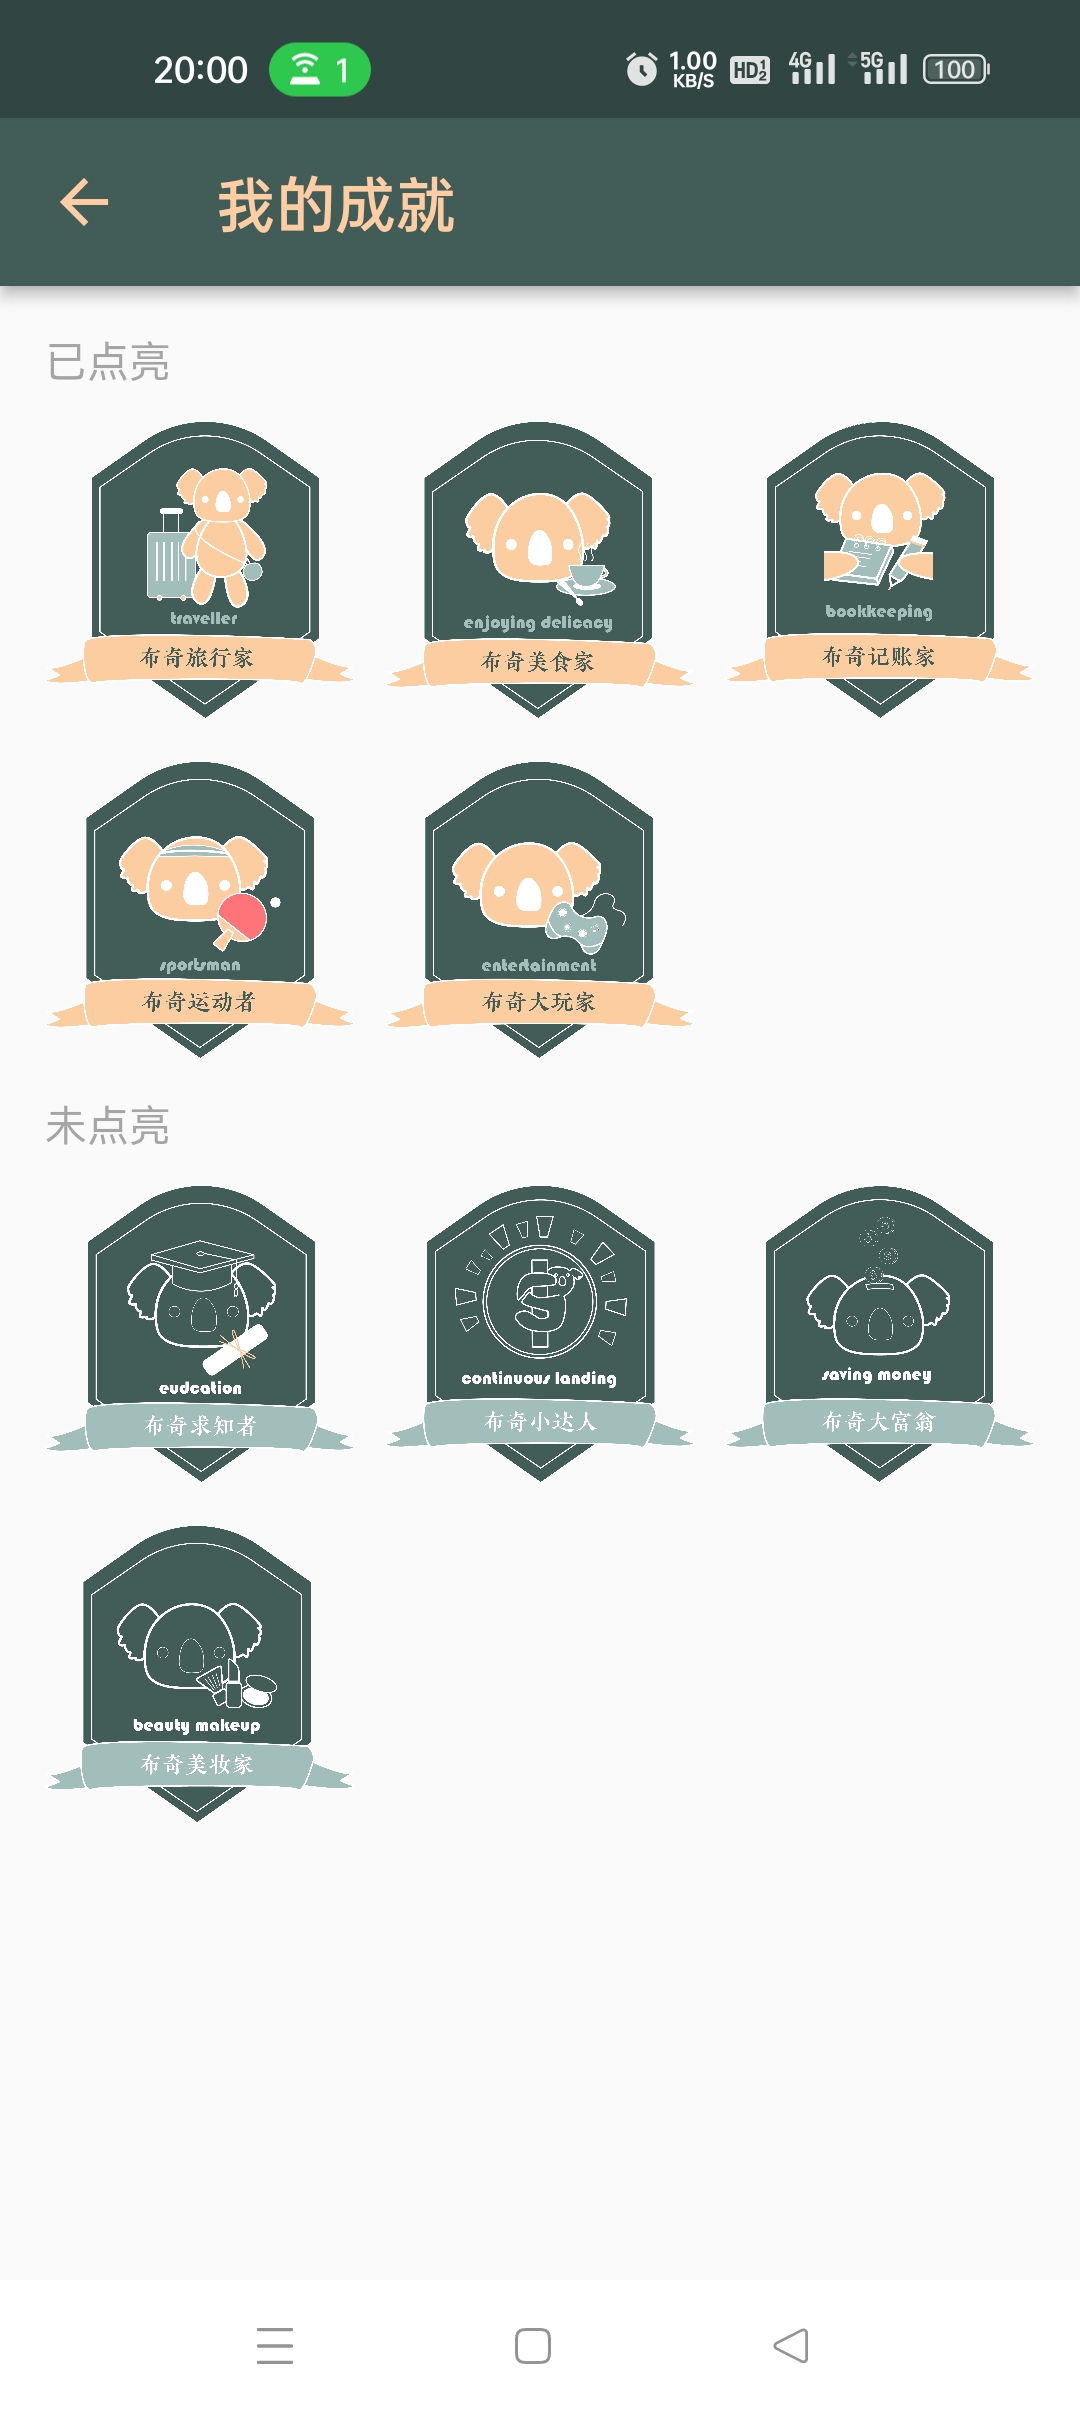 20:00 1 1.00 KB/S HD 1 2 4G 5G 100
我的成就
已点亮
traveller
布奇旅行家
enjoying delicacy
布奇美食家
bookkeeping
布奇记账家
sportsman
布奇运动者
entertainment
布奇大玩家
未点亮
eudcation
布奇求知者
continuous landing
布奇小达人
saving money
布奇大富翁
beauty makeup
布奇美妆家